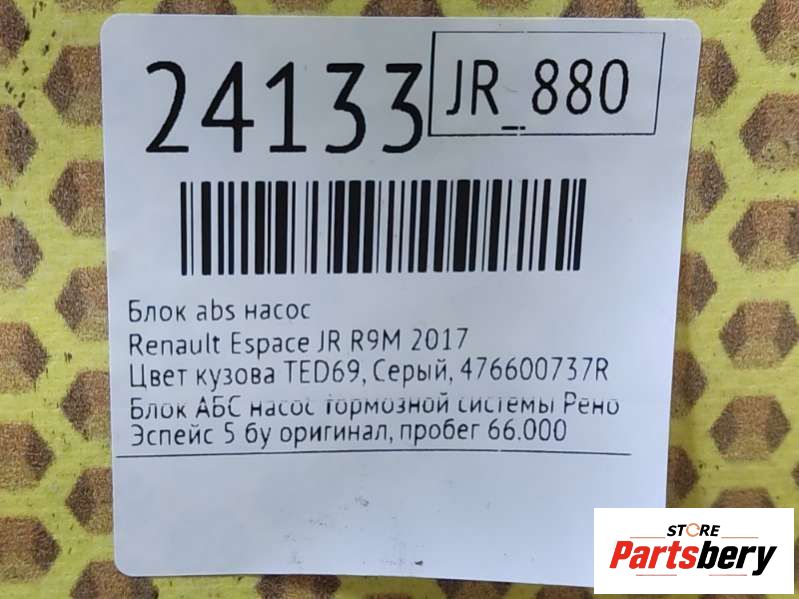 24133
JR_880
Блок abs насос
Renault Espace JR R9M 2017
Цвет кузова TED69, Серый, 476600737R
Блок АБС насос тормозной системы Рено
Эспейс 5 бу оригинал, пробег 66.000
STORE
Partsbery